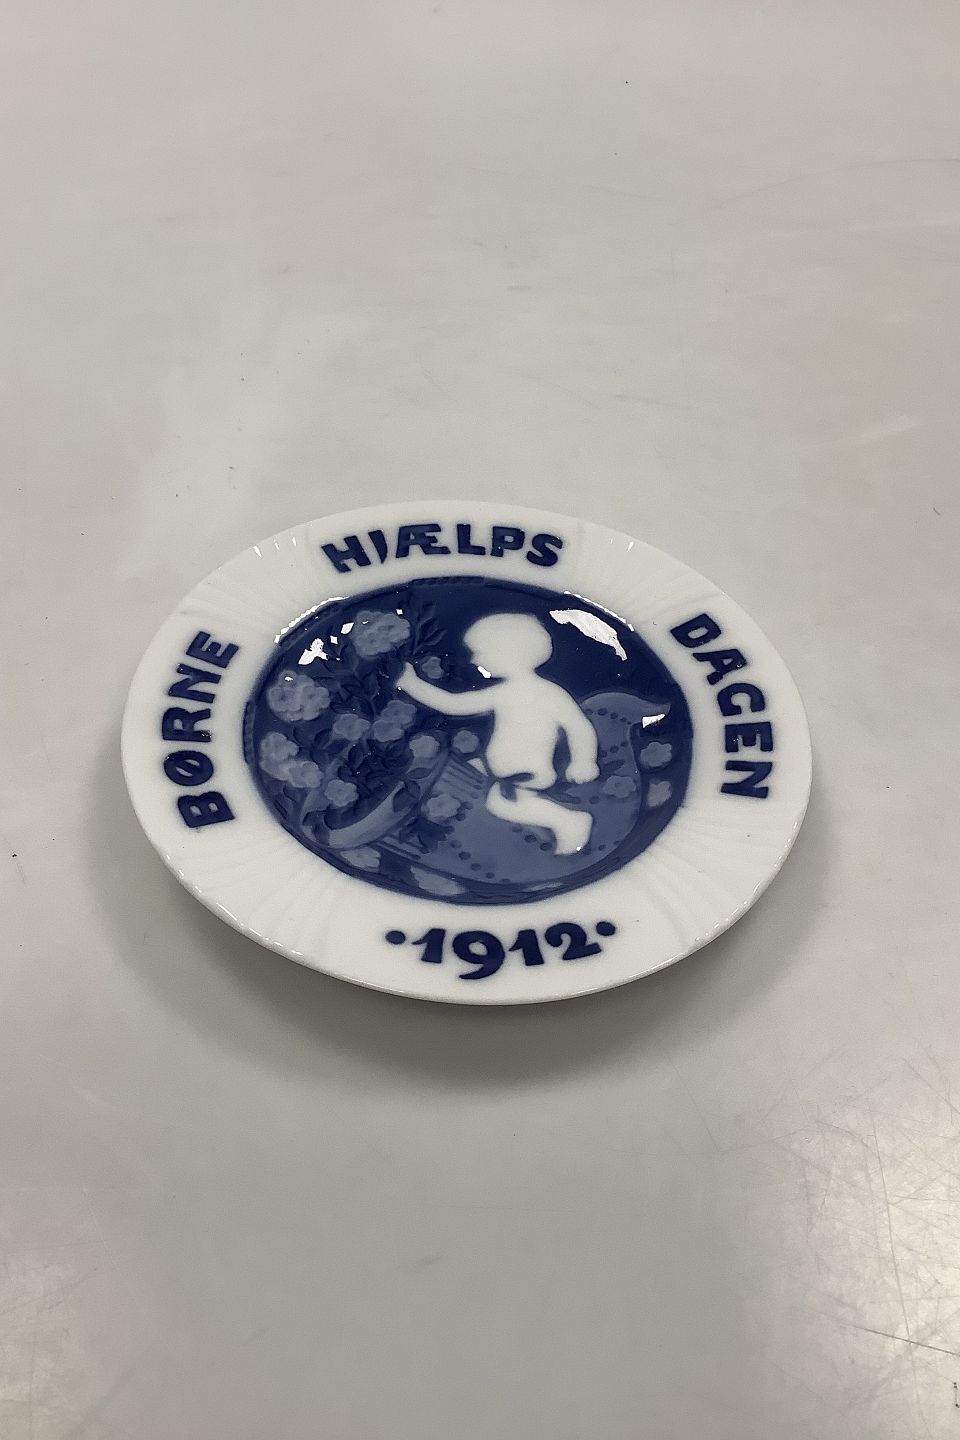 BØRNE
HJÆLPS
DAGEN
·1912·